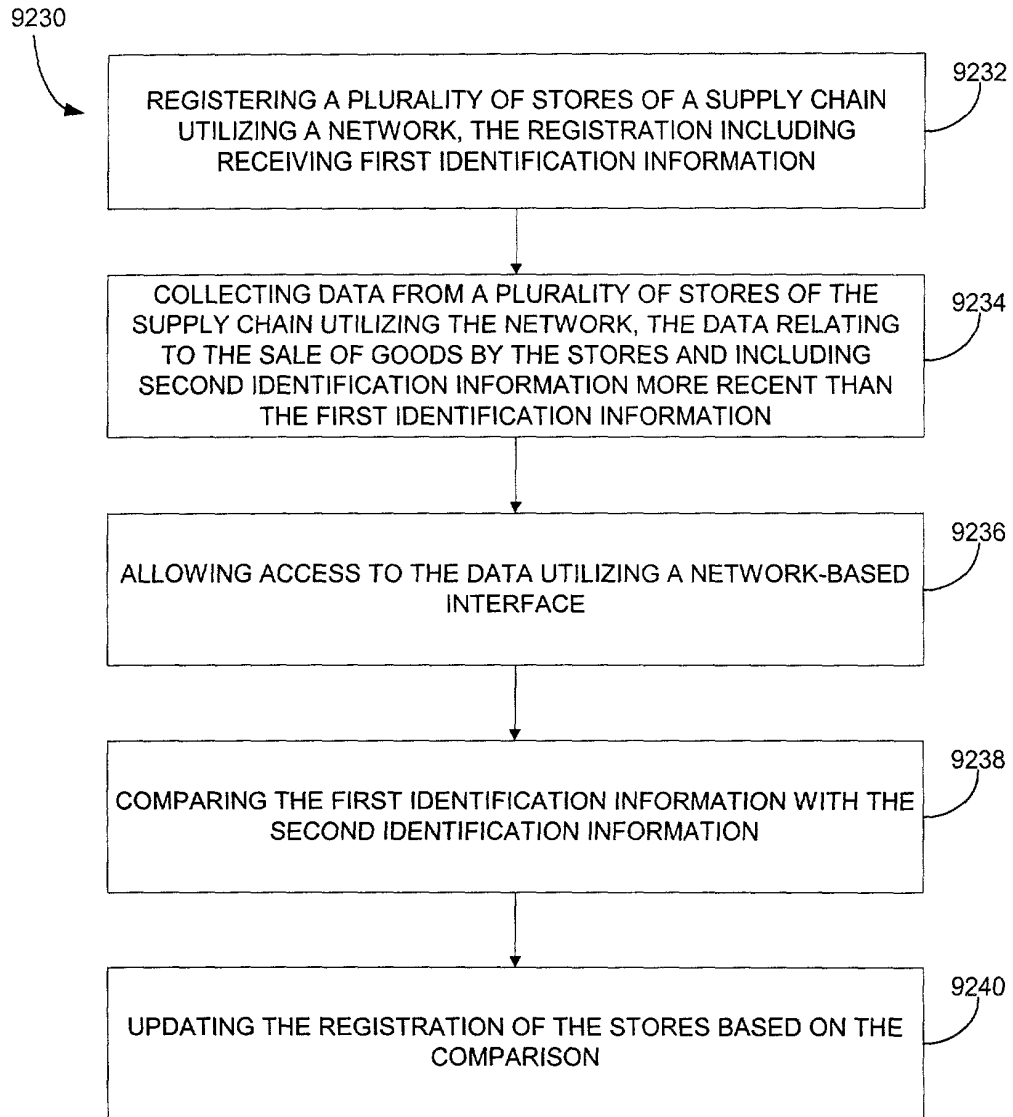 9230
REGISTERING A PLURALITY OF STORES OF A SUPPLY CHAIN
UTILIZING A NETWORK, THE REGISTRATION INCLUDING
RECEIVING FIRST IDENTIFICATION INFORMATION
9232
COLLECTING DATA FROM A PLURALITY OF STORES OF THE
SUPPLY CHAIN UTILIZING THE NETWORK, THE DATA RELATING
TO THE SALE OF GOODS BY THE STORES AND INCLUDING
SECOND IDENTIFICATION INFORMATION MORE RECENT THAN
THE FIRST IDENTIFICATION INFORMATION
9234
ALLOWING ACCESS TO THE DATA UTILIZING A NETWORK-BASED
INTERFACE
9236
COMPARING THE FIRST IDENTIFICATION INFORMATION WITH THE
SECOND IDENTIFICATION INFORMATION
9238
UPDATING THE REGISTRATION OF THE STORES BASED ON THE
COMPARISON
9240